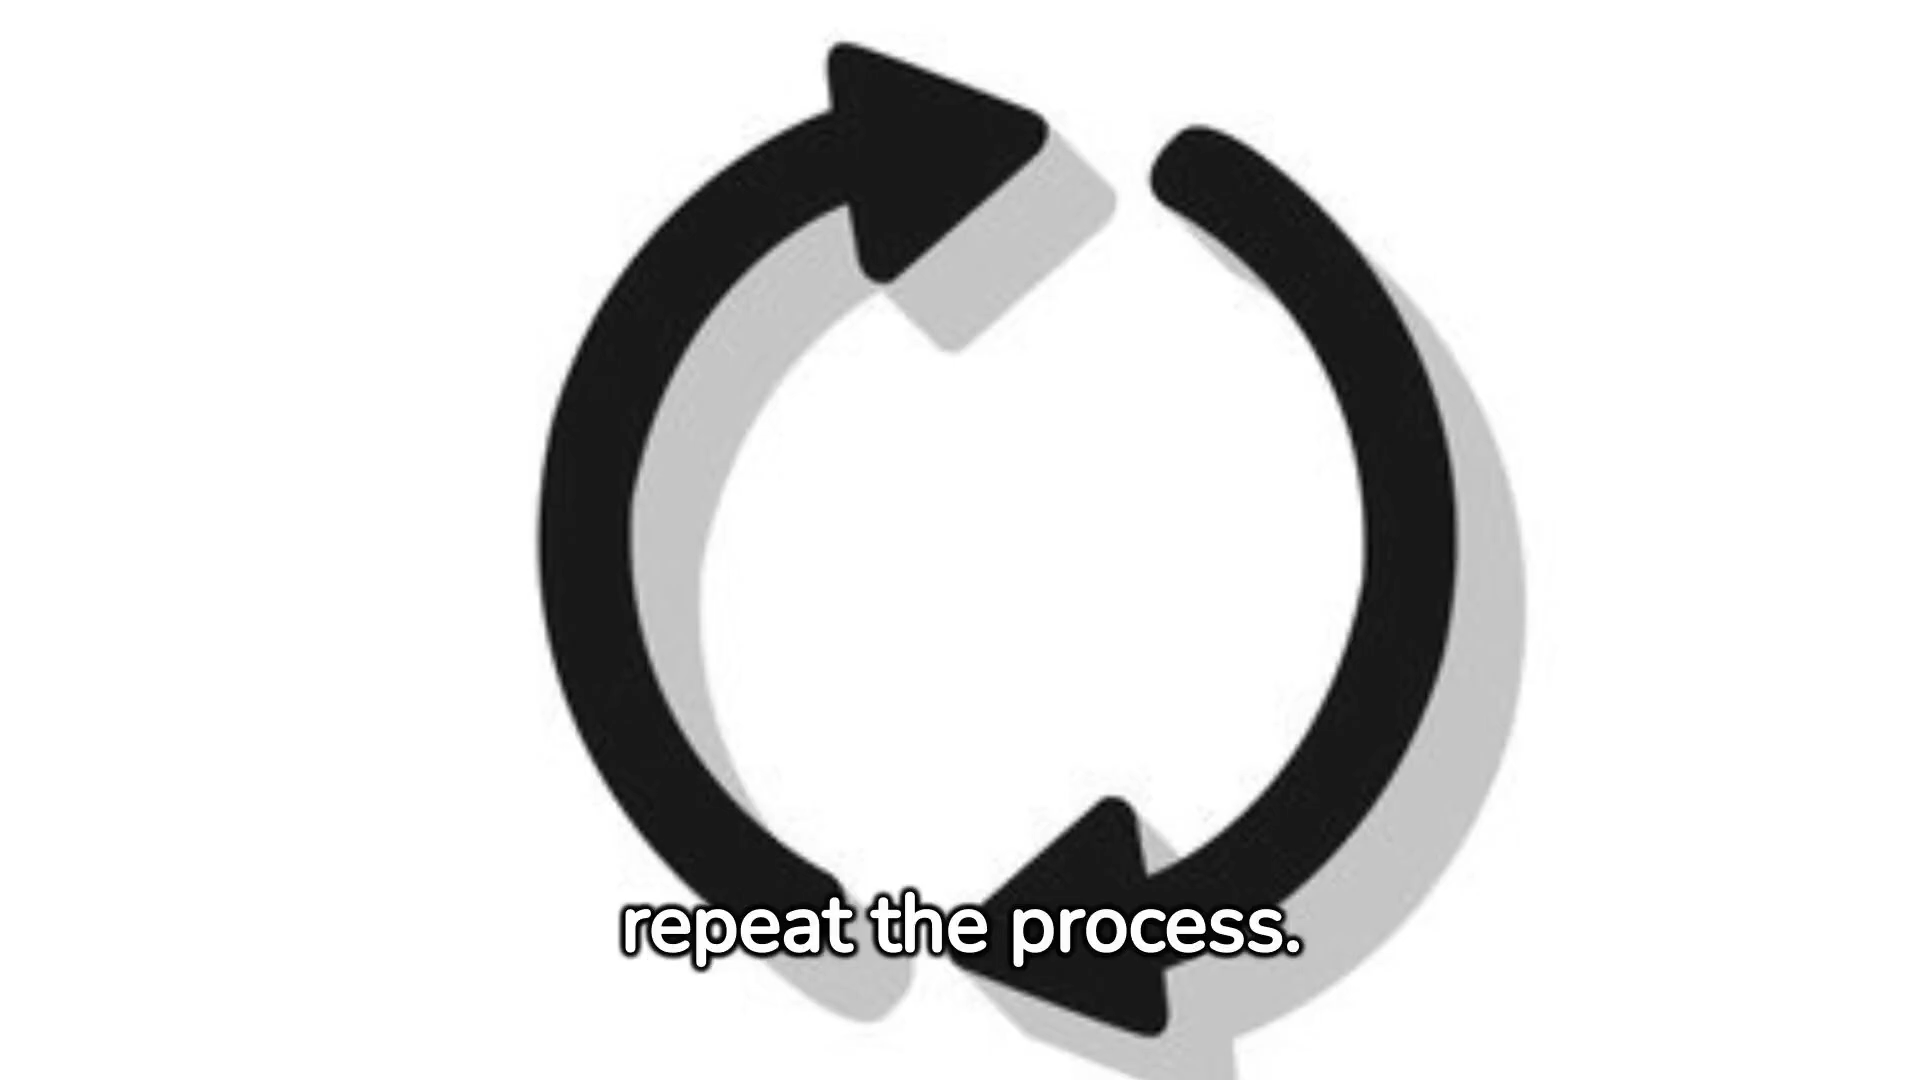 repeat the process.